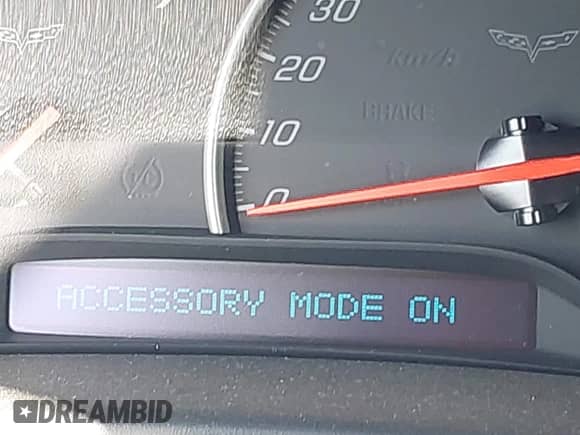 30
20
km/h
10
BRAKE
0
ACCESSORY MODE ON
DREAMBID